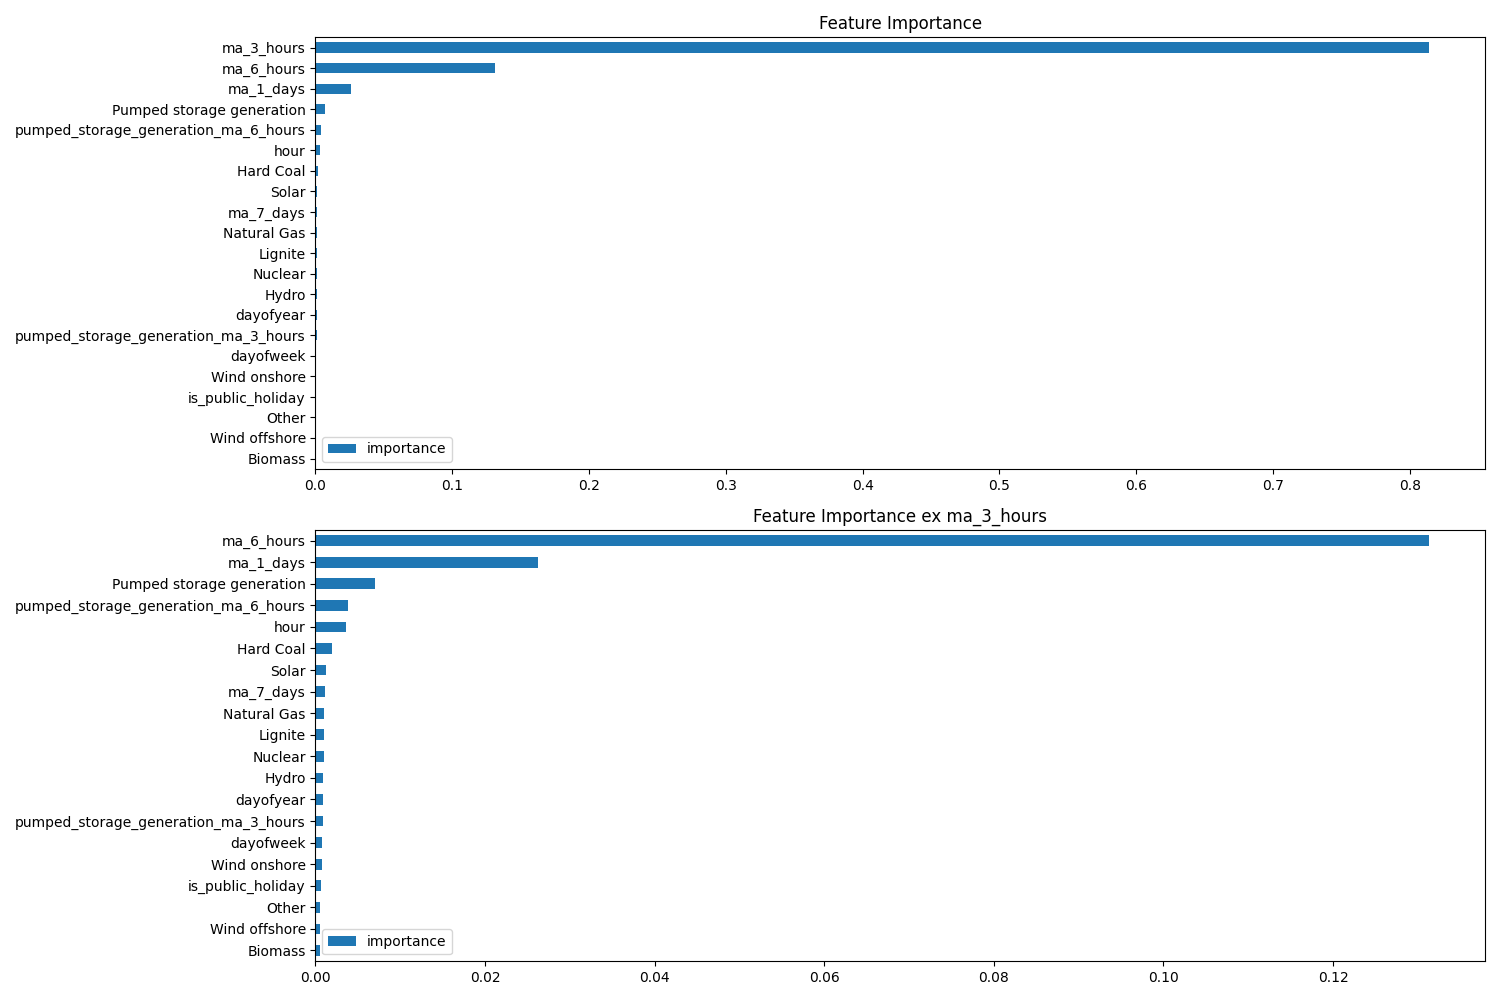 Feature Importance
ma_3_hours
ma_6_hours
ma_1_days
Pumped storage generation
pumped_storage_generation_ma_6_hours
hour
Hard Coal
Solar
ma_7_days
Natural Gas
Lignite
Nuclear
Hydro
dayofyear
pumped_storage_generation_ma_3_hours
dayofweek
Wind onshore
is_public_holiday
Other
Wind offshore
Biomass
importance
0.0 0.1 0.2 0.3 0.4 0.5 0.6 0.7 0.8
Feature Importance ex ma_3_hours
ma_6_hours
ma_1_days
Pumped storage generation
pumped_storage_generation_ma_6_hours
hour
Hard Coal
Solar
ma_7_days
Natural Gas
Lignite
Nuclear
Hydro
dayofyear
pumped_storage_generation_ma_3_hours
dayofweek
Wind onshore
is_public_holiday
Other
Wind offshore
Biomass
importance
0.00 0.02 0.04 0.06 0.08 0.10 0.12